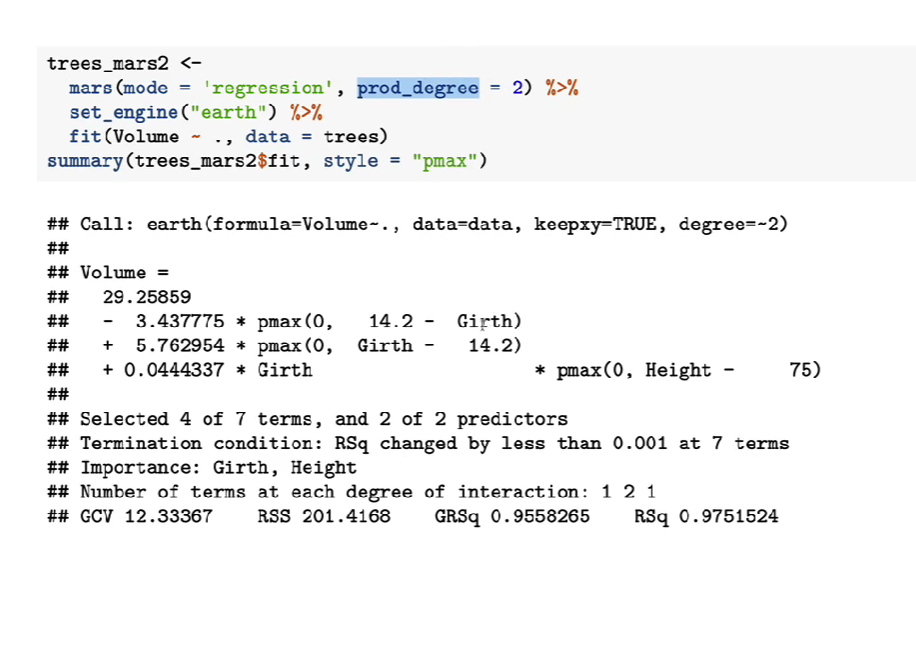 trees_mars2 <-
  mars(mode = 'regression', prod_degree = 2) %>%
  set_engine("earth") %>%
  fit(Volume ~ ., data = trees)
summary(trees_mars2$fit, style = "pmax")
## Call: earth(formula=Volume~., data=data, keepxy=TRUE, degree=~2)
##
## Volume =
##   29.25859
##   -  3.437775 * pmax(0,   14.2 -  Girth)
##   +  5.762954 * pmax(0,  Girth -   14.2)
##   + 0.0444337 * Girth                    * pmax(0, Height -     75)
##
## Selected 4 of 7 terms, and 2 of 2 predictors
## Termination condition: RSq changed by less than 0.001 at 7 terms
## Importance: Girth, Height
## Number of terms at each degree of interaction: 1 2 1
## GCV 12.33367    RSS 201.4168    GRSq 0.9558265    RSq 0.9751524